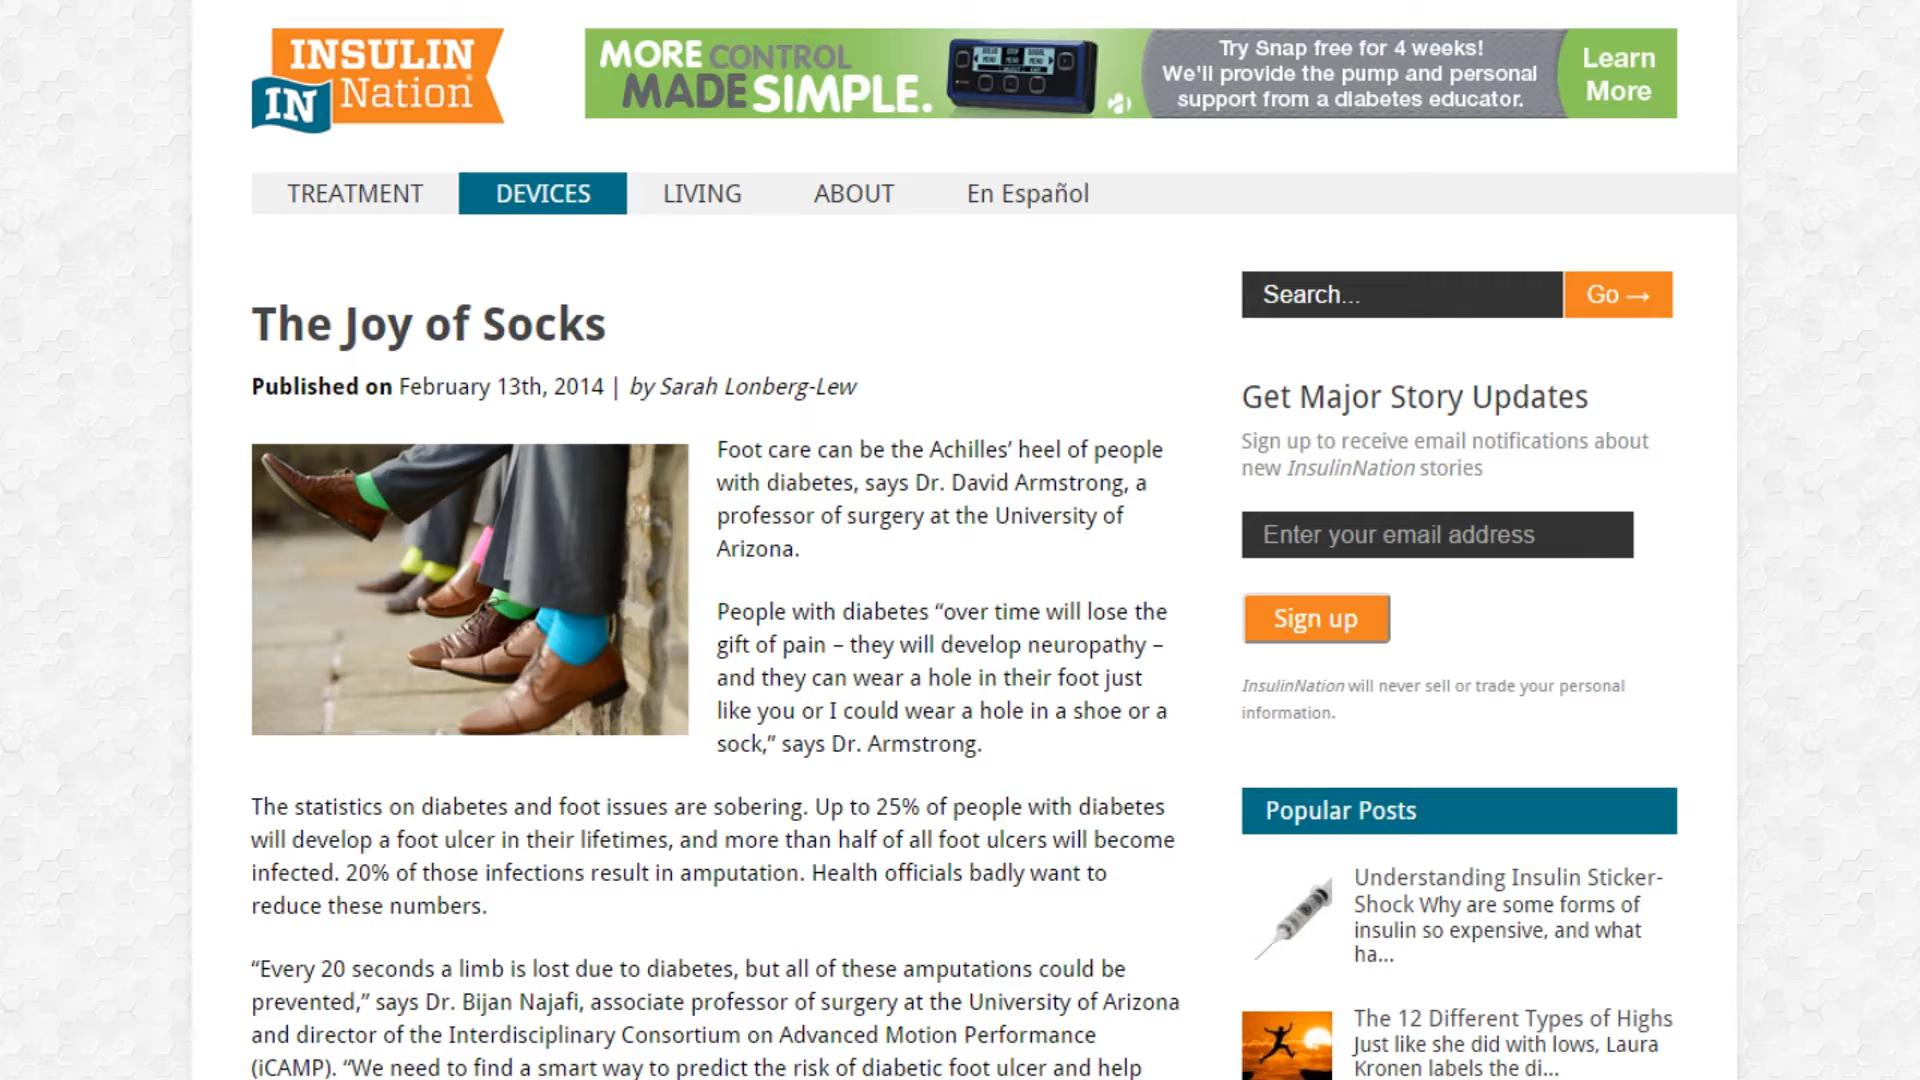 INSULIN
IN Nation
MORE CONTROL
MADE SIMPLE.
Try Snap free for 4 weeks!
We'll provide the pump and personal
support from a diabetes educator.
Learn
More
TREATMENT
DEVICES
LIVING
ABOUT
En Español
The Joy of Socks
Published on February 13th, 2014 | by Sarah Lonberg-Lew
Foot care can be the Achilles’ heel of people
with diabetes, says Dr. David Armstrong, a
professor of surgery at the University of
Arizona.
People with diabetes “over time will lose the
gift of pain – they will develop neuropathy –
and they can wear a hole in their foot just
like you or I could wear a hole in a shoe or a
sock,” says Dr. Armstrong.
The statistics on diabetes and foot issues are sobering. Up to 25% of people with diabetes
will develop a foot ulcer in their lifetimes, and more than half of all foot ulcers will become
infected. 20% of those infections result in amputation. Health officials badly want to
reduce these numbers.
“Every 20 seconds a limb is lost due to diabetes, but all of these amputations could be
prevented,” says Dr. Bijan Najafi, associate professor of surgery at the University of Arizona
and director of the Interdisciplinary Consortium on Advanced Motion Performance
(iCAMP). “We need to find a smart way to predict the risk of diabetic foot ulcer and help
Search...
Go →
Get Major Story Updates
Sign up to receive email notifications about
new InsulinNation stories
Enter your email address
Sign up
InsulinNation will never sell or trade your personal
information.
Popular Posts
Understanding Insulin Sticker-
Shock Why are some forms of
insulin so expensive, and what
ha...
The 12 Different Types of Highs
Just like she did with lows, Laura
Kronen labels the di...